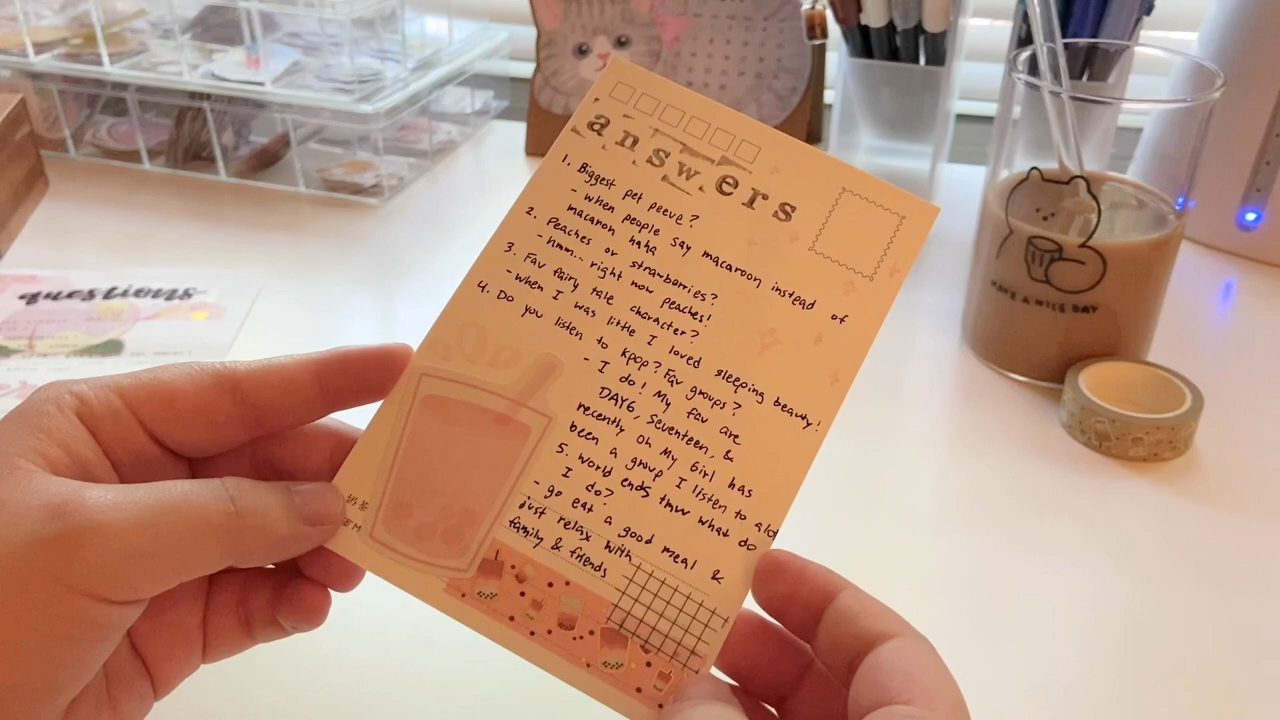 answers
1. Biggest pet peeve?
- when people say macaroon instead of
macaron haha
2. Peaches or strawberries?
- hmm... right now peaches!
3. Fav fairy tale character?
- when I was little I loved sleeping beauty!
4. Do you listen to kpop? Fav groups?
- I do! My fav are
DAY6, Seventeen, &
recently Oh My Girl has
been a group I listen to alot
5. World ends tmw what do
I do?
- go eat a good meal &
just relax with
family & friends
奶茶
questions
HAVE A NICE DAY